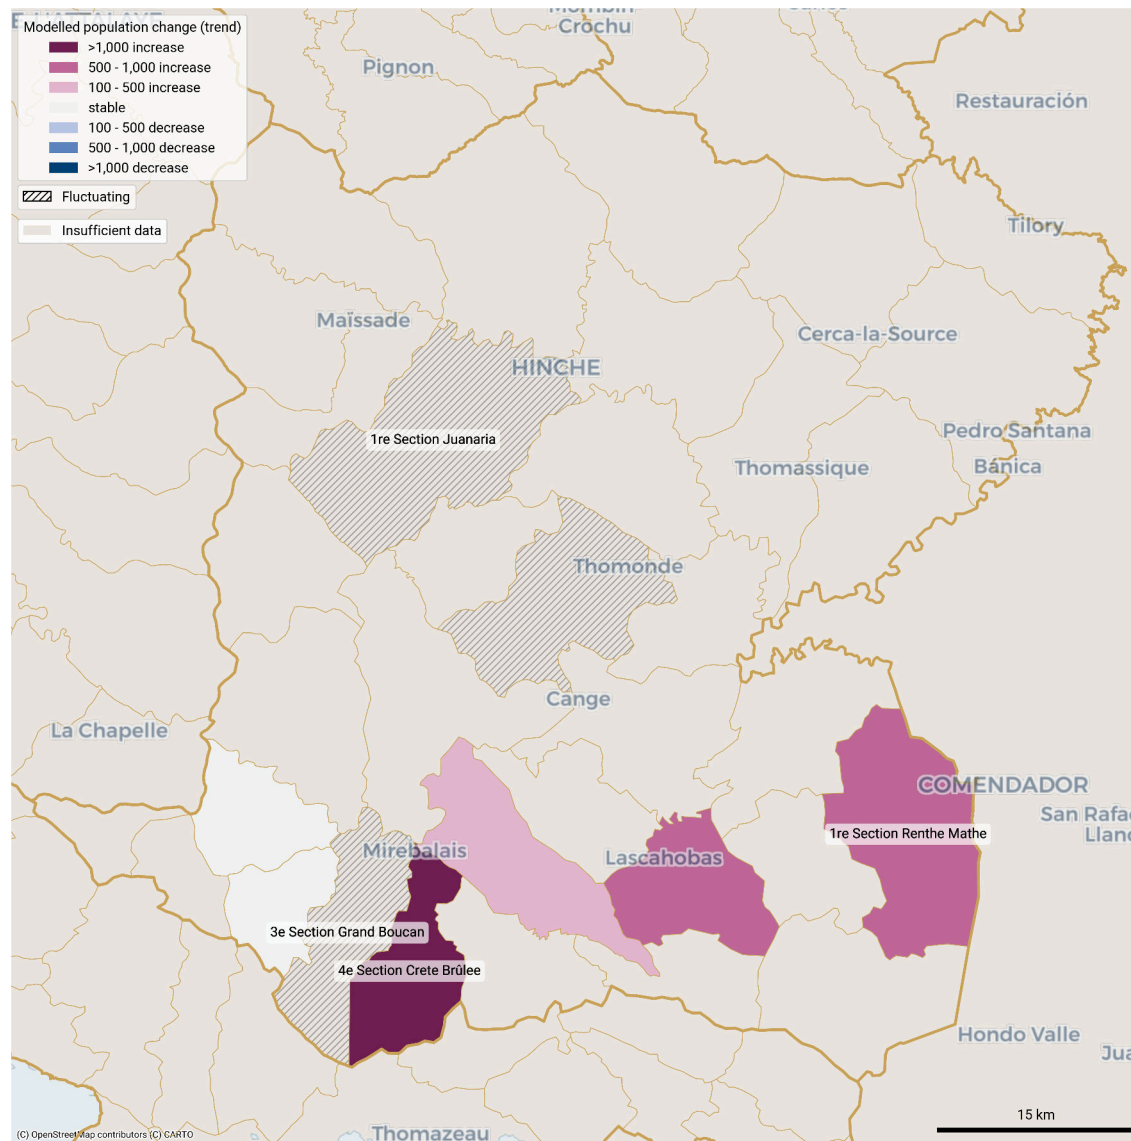 Mombin
Crochu
Modelled population change (trend)
>1,000 increase
500 - 1,000 increase
100 - 500 increase
stable
100 - 500 decrease
500 - 1,000 decrease
>1,000 decrease
Fluctuating
Insufficient data
Pignon
Restauración
Tilory
Maïssade
Cerca-la-Source
HINCHE
Pedro Santana
1re Section Juanaria
Thomassique
Bánica
Thomonde
Cange
La Chapelle
COMENDADOR
San Rafae
Llano
1re Section Renthe Mathe
Mirebalais
Lascahobas
3e Section Grand Boucan
4e Section Crete Brûlee
Hondo Valle
Jua
15 km
Thomazeau
(C) OpenStreetMap contributors (C) CARTO